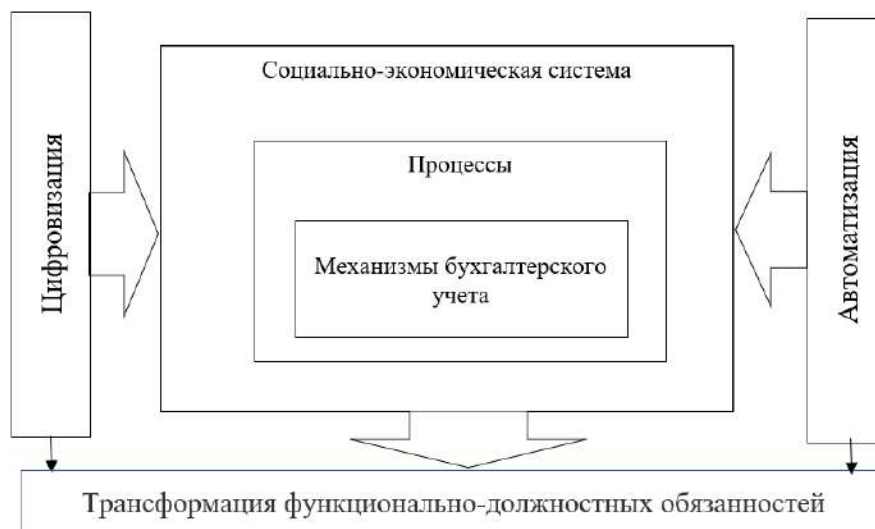 Социально-экономическая система
Цифровизация
Процессы
Автоматизация
Механизмы бухгалтерского
учета
Трансформация функционально-должностных обязанностей